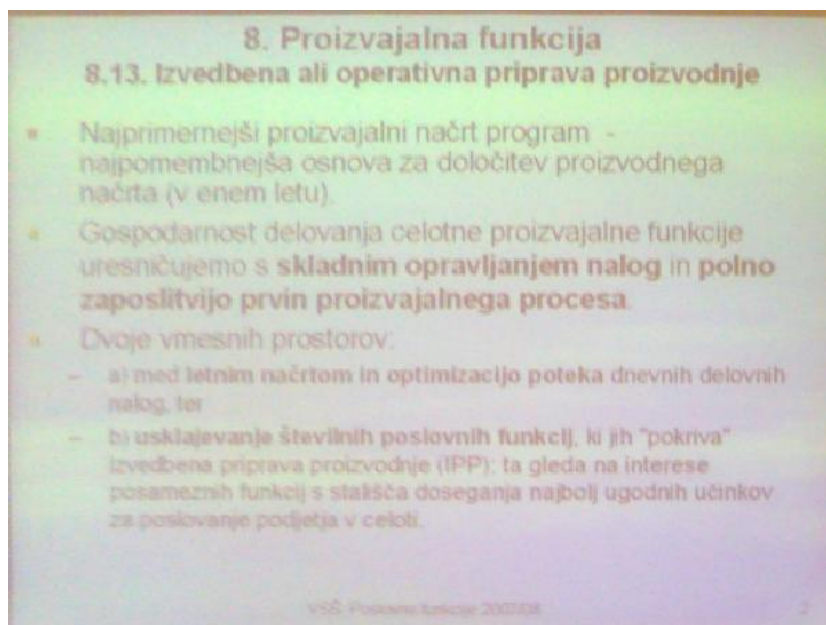 8. Proizvajalna funkcija
8.13. Izvedbena ali operativna priprava proizvodnje
Najprimernejši proizvajalni načrt program -
najpomembnejša osnova za določitev proizvodnega
načrta (v enem letu).
Gospodarnost delovanja celotne proizvajalne funkcije
uresničujemo s skladnim opravljanjem nalog in polno
zaposlitvijo prvin proizvajalnega procesa.
Dvoje vmesnih prostorov:
– a) med letnim načrtom in optimizacijo poteka dnevnih delovnih
nalog, ter
– b) usklajevanje številnih poslovnih funkcij, ki jih "pokriva"
izvedbena priprava proizvodnje (IPP); ta gleda na interese
posameznih funkcij s stališča doseganja najbolj ugodnih učinkov
za poslovanje podjetja v celoti.
VSŠ: Poslovne funkcije 2007/08
2